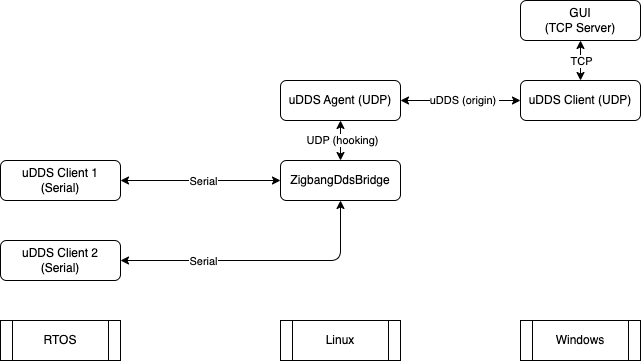 GUI
(TCP Server)
TCP
uDDS Agent (UDP)
uDDS (origin)
uDDS Client (UDP)
UDP (hooking)
uDDS Client 1
(Serial)
Serial
ZigbangDdsBridge
uDDS Client 2
(Serial)
Serial
RTOS
Linux
Windows